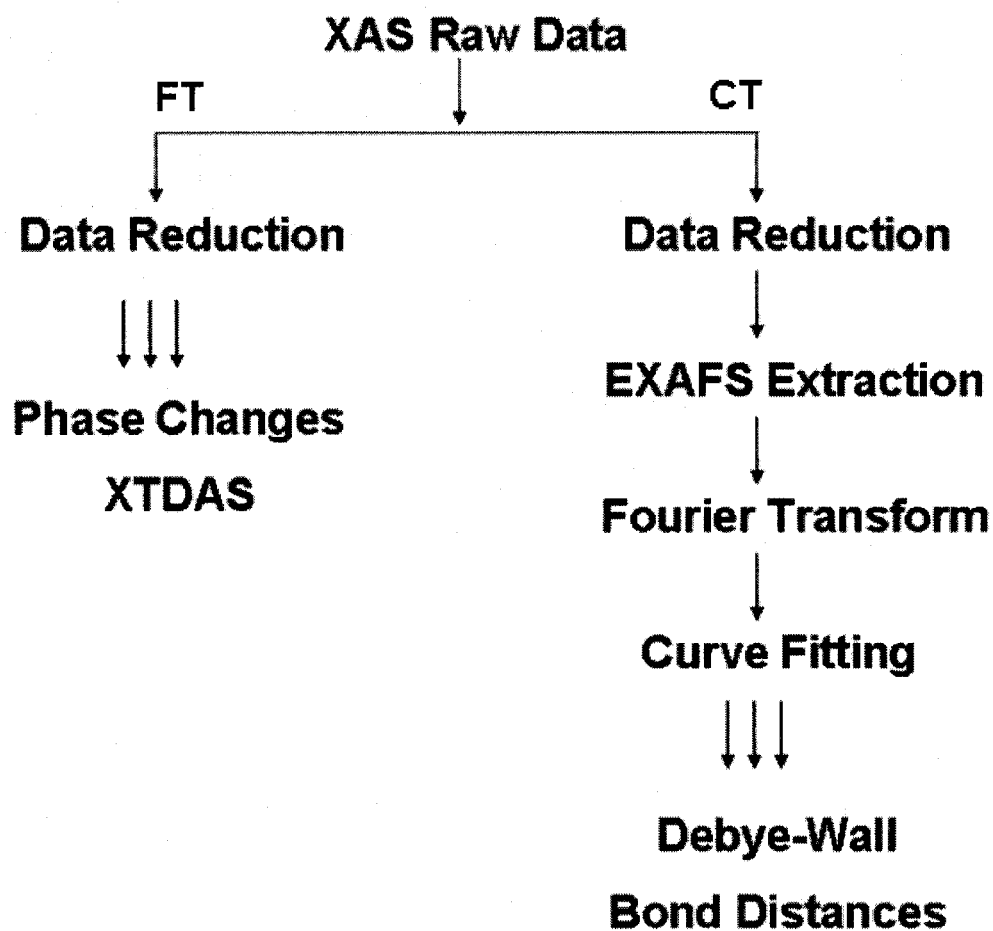 XAS Raw Data
FT
CT
Data Reduction
Phase Changes
XTDAS
Data Reduction
EXAFS Extraction
Fourier Transform
Curve Fitting
Debye-Wall
Bond Distances